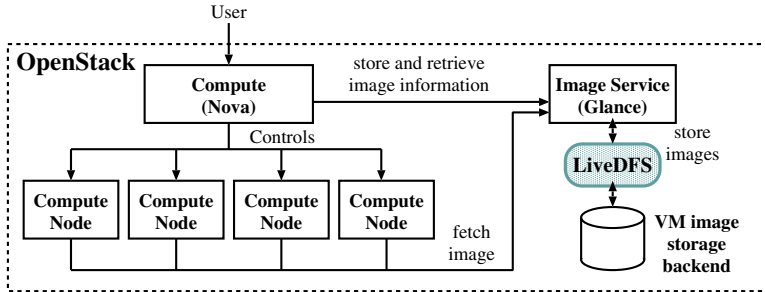 User
OpenStack
Compute
(Nova)
store and retrieve
image information
Image Service
(Glance)
Controls
store
images
LiveDFS
Compute
Node
Compute
Node
Compute
Node
Compute
Node
fetch
image
VM image
storage
backend